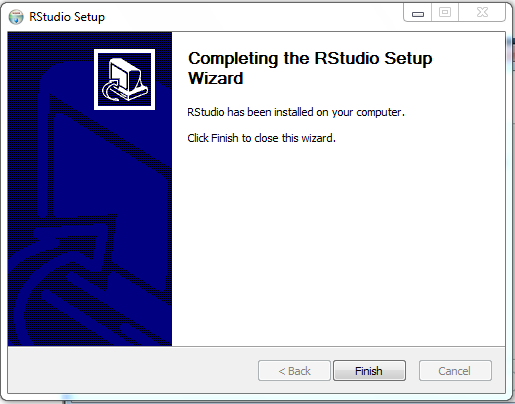 RStudio Setup
Completing the RStudio Setup
Wizard
RStudio has been installed on your computer.
Click Finish to close this wizard.
< Back
Finish
Cancel